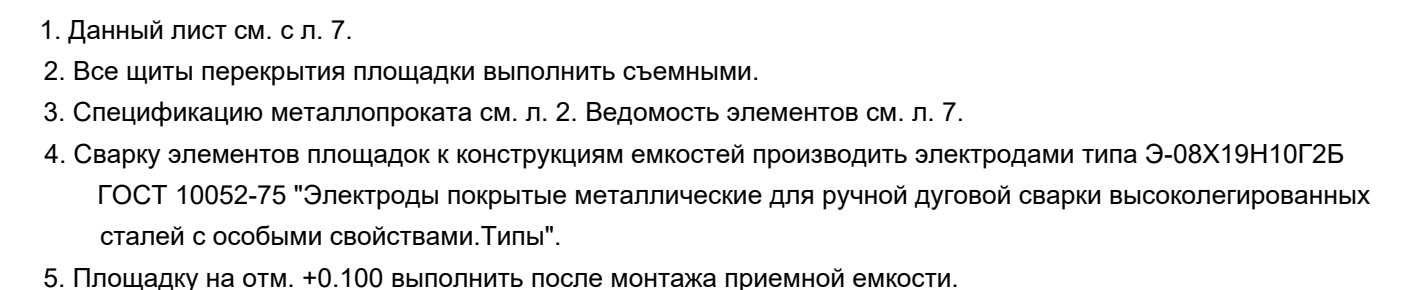 1. Данный лист см. с л. 7.
2. Все щиты перекрытия площадки выполнить съемными.
3. Спецификацию металлопроката см. л. 2. Ведомость элементов см. л. 7.
4. Сварку элементов площадок к конструкциям емкостей производить электродами типа Э-08Х19Н10Г2Б
ГОСТ 10052-75 "Электроды покрытые металлические для ручной дуговой сварки высоколегированных
сталей с особыми свойствами.Типы".
5. Площадку на отм. +0.100 выполнить после монтажа приемной емкости.